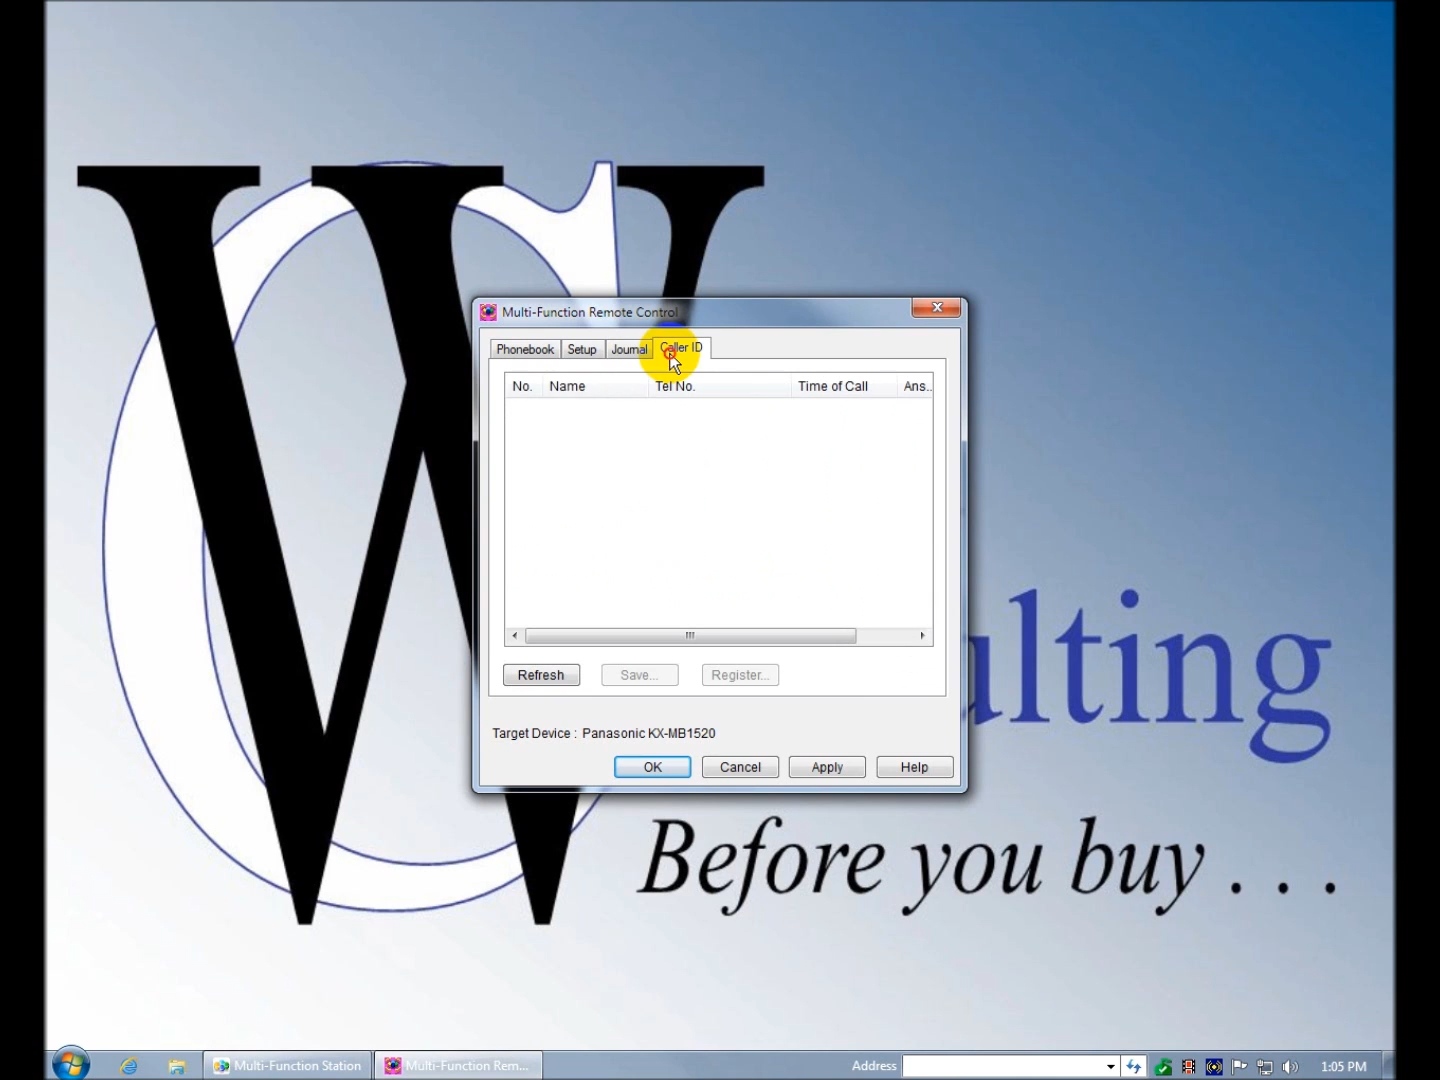 W
C
ulting
Before you buy . . .
Multi-Function Remote Control
Phonebook Setup Journal Caller ID
No. Name Tel No. Time of Call Ans..
Refresh Save... Register...
Target Device : Panasonic KX-MB1520
OK Cancel Apply Help
Multi-Function Station Multi-Function Rem... Address 1:05 PM